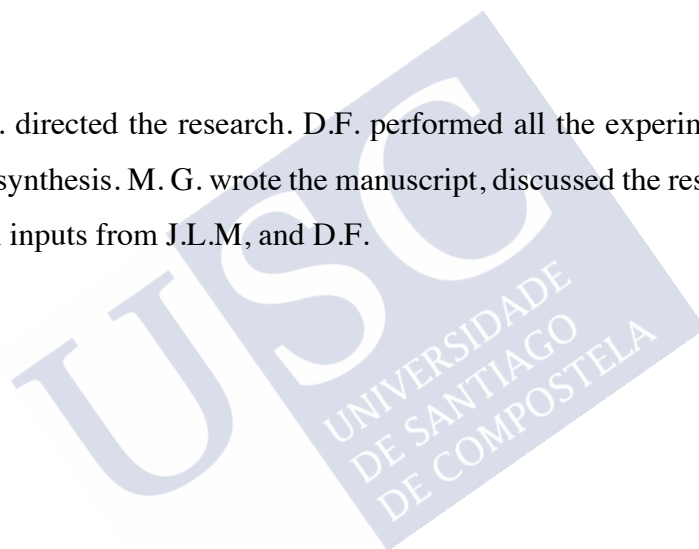 . directed the research. D.F. performed all the experin
synthesis. M. G. wrote the manuscript, discussed the res
inputs from J.L.M, and D.F.
USC
UNIVERSIDADE
DE SANTIAGO
DE COMPOSTELA